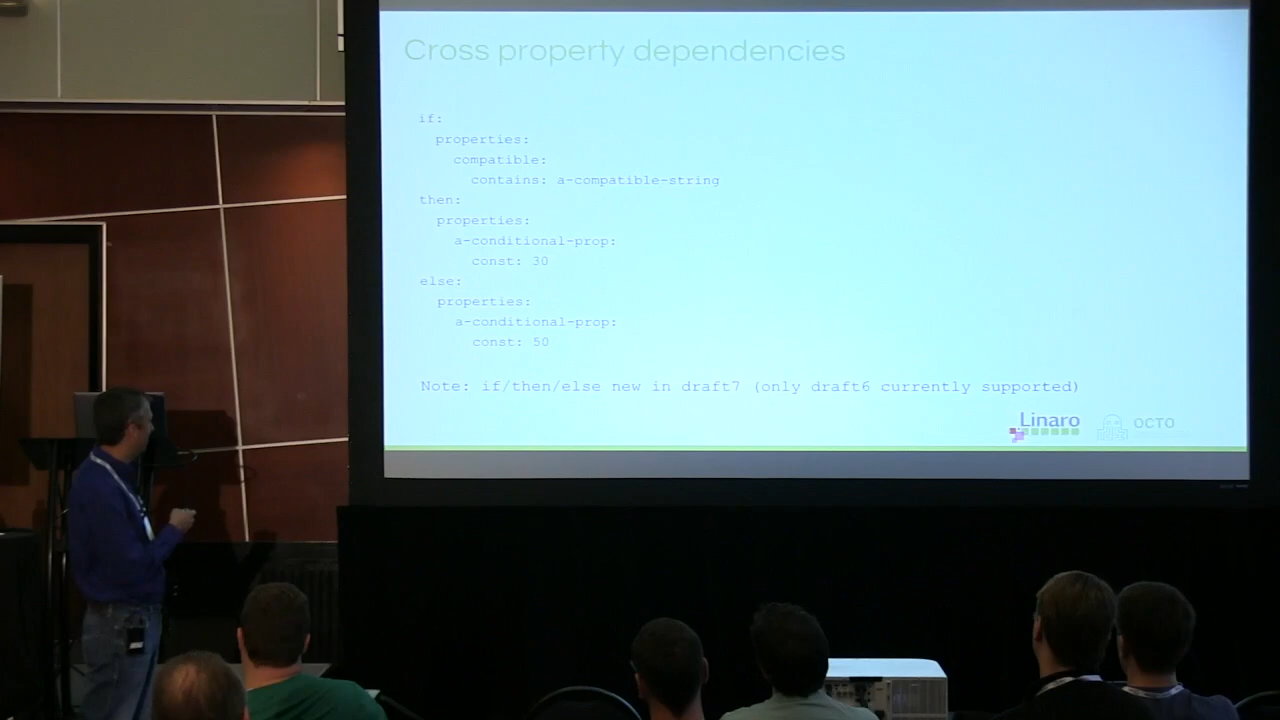 Cross property dependencies
if:
properties:
compatible:
contains: a-compatible-string
then:
properties:
a-conditional-prop:
const: 30
else:
properties:
a-conditional-prop:
const: 50
Note: if/then/else new in draft7 (only draft6 currently supported)
Linaro
OCTO